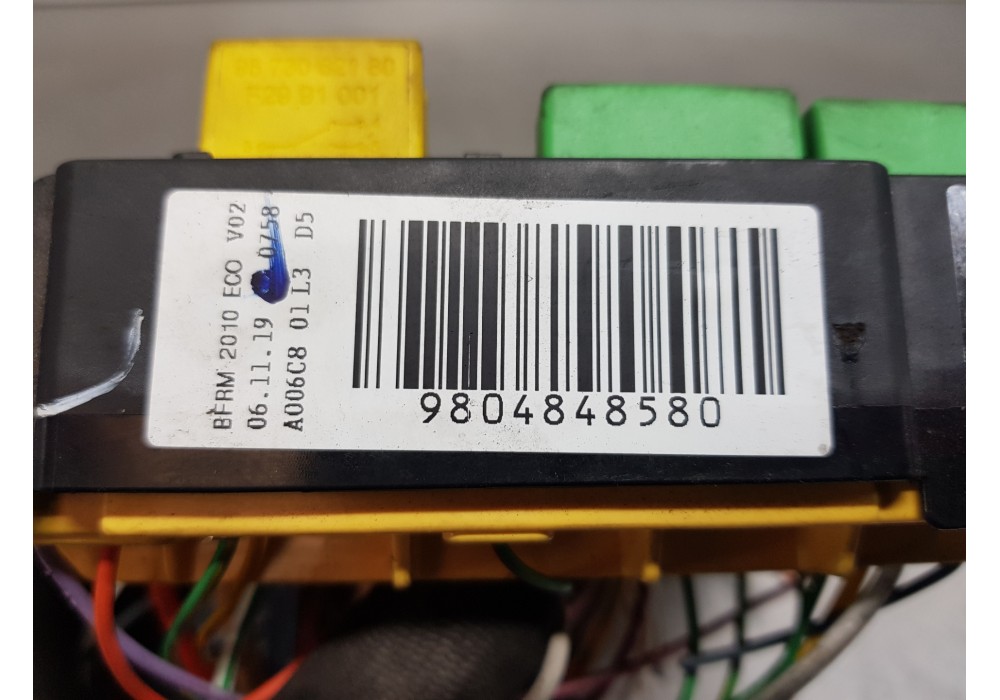 BFRM 2010 ECO V02
06.11.19 0758
A006C8 01 L3 D5
9804848580